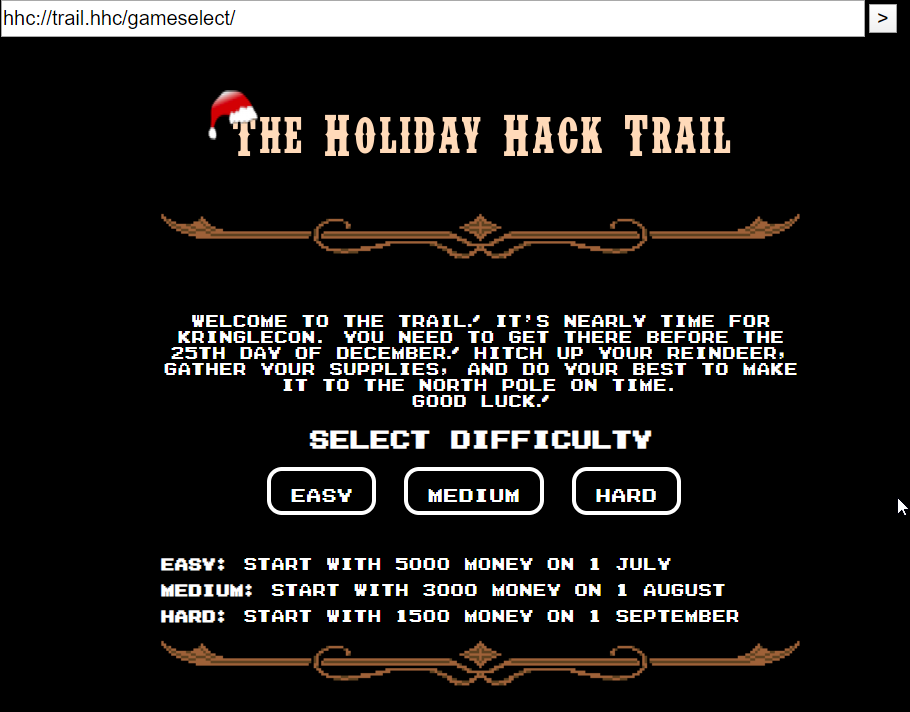 hhc://trail.hhc/gameselect/ >
THE HOLIDAY HACK TRAIL
WELCOME TO THE TRAIL! IT'S NEARLY TIME FOR
KRINGLECON. YOU NEED TO GET THERE BEFORE THE
25TH DAY OF DECEMBER! HITCH UP YOUR REINDEER,
GATHER YOUR SUPPLIES, AND DO YOUR BEST TO MAKE
IT TO THE NORTH POLE ON TIME.
GOOD LUCK!
SELECT DIFFICULTY
EASY MEDIUM HARD
EASY: START WITH 5000 MONEY ON 1 JULY
MEDIUM: START WITH 3000 MONEY ON 1 AUGUST
HARD: START WITH 1500 MONEY ON 1 SEPTEMBER